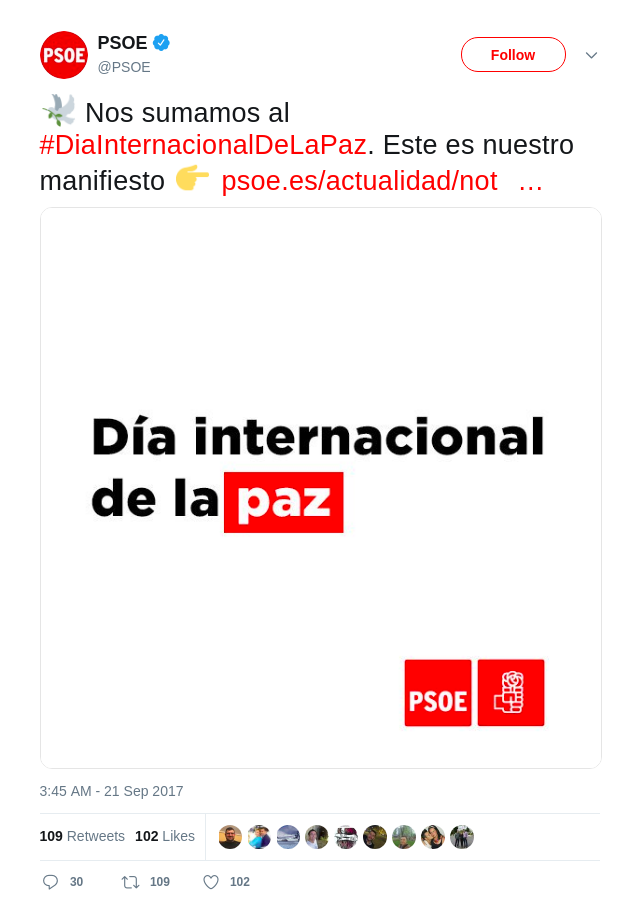 PSOE
PSOE
@PSOE
Follow
Nos sumamos al
#DiaInternacionalDeLaPaz. Este es nuestro
manifiesto psoe.es/actualidad/not …
Día internacional
de la paz
PSOE
3:45 AM - 21 Sep 2017
109 Retweets 102 Likes
30 109 102